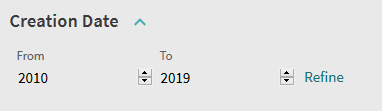 Creation Date
From To
2010 2019 Refine